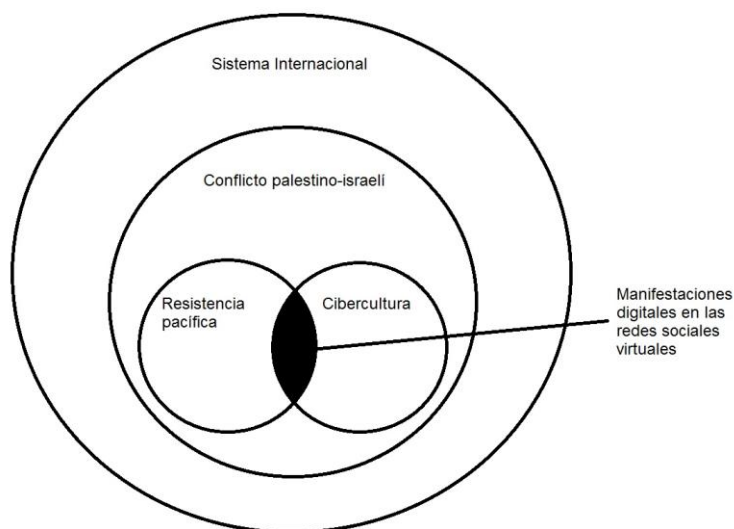 Sistema Internacional
Conflicto palestino-israelí
Resistencia
pacífica
Cibercultura
Manifestaciones
digitales en las
redes sociales
virtuales